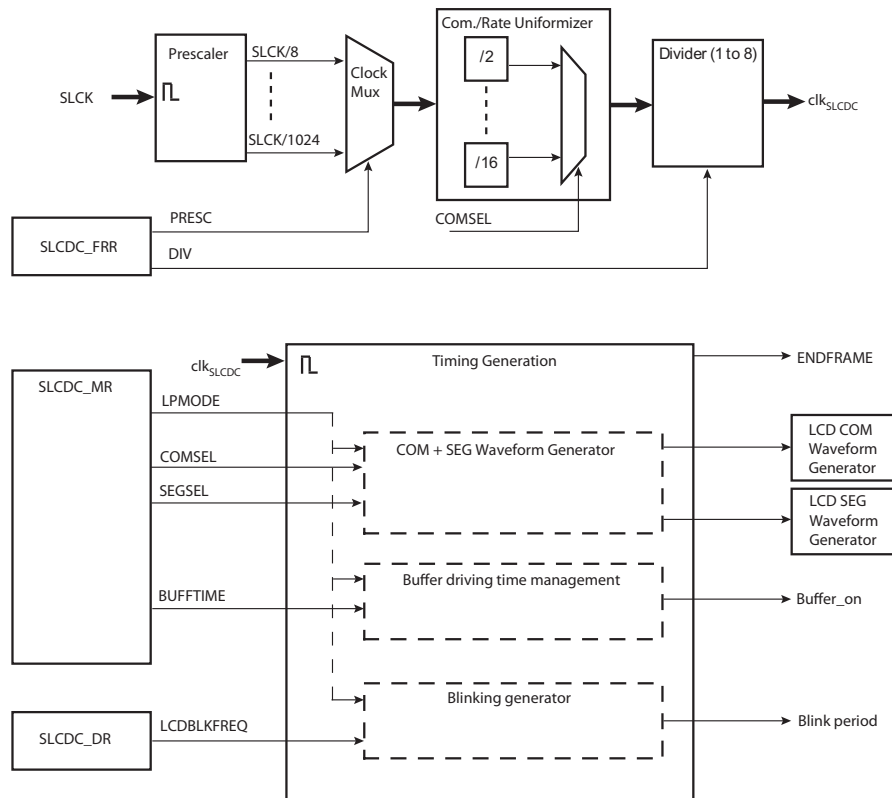 Com./Rate Uniformizer
Prescaler
SLCK/8
/2
Divider (1 to 8)
Clock
Mux
SLCK
clkSLCDC
SLCK/1024
/16
PRESC
COMSEL
SLCDC_FRR
DIV
clkSLCDC
Timing Generation
ENDFRAME
SLCDC_MR
LPMODE
COM + SEG Waveform Generator
LCD COM
Waveform
Generator
COMSEL
SEGSEL
LCD SEG
Waveform
Generator
Buffer driving time management
BUFFTIME
Buffer_on
Blinking generator
LCDBLKFREQ
SLCDC_DR
Blink period